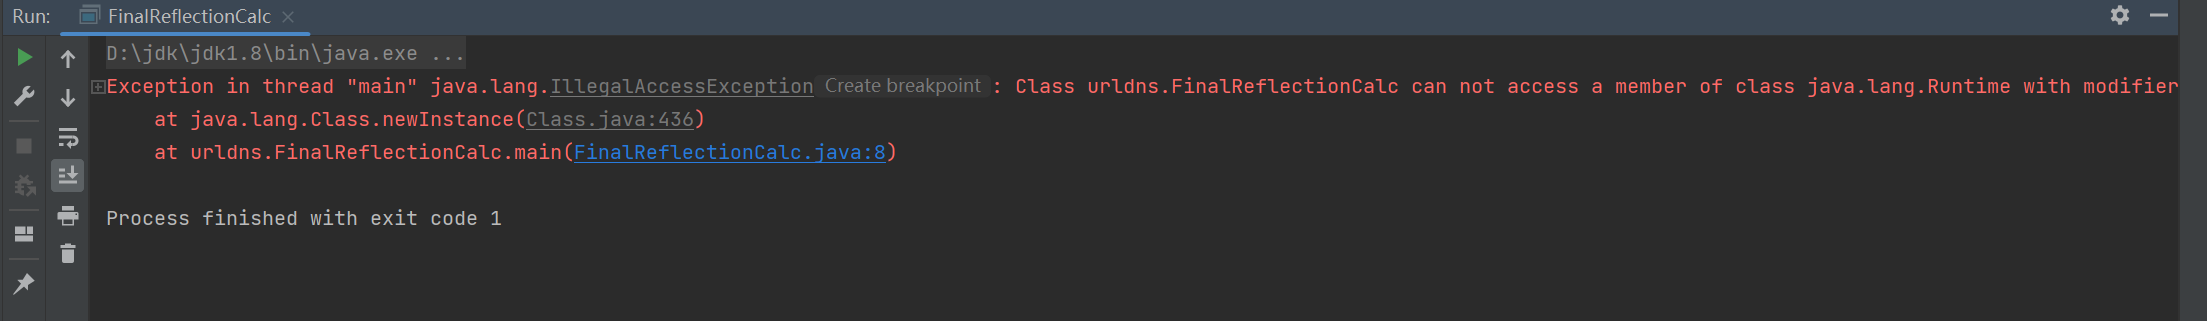 Run: FinalReflectionCalc
D:\jdk\jdk1.8\bin\java.exe ...
Exception in thread "main" java.lang.IllegalAccessException Create breakpoint : Class urldns.FinalReflectionCalc can not access a member of class java.lang.Runtime with modifier
at java.lang.Class.newInstance(Class.java:436)
at urldns.FinalReflectionCalc.main(FinalReflectionCalc.java:8)
Process finished with exit code 1